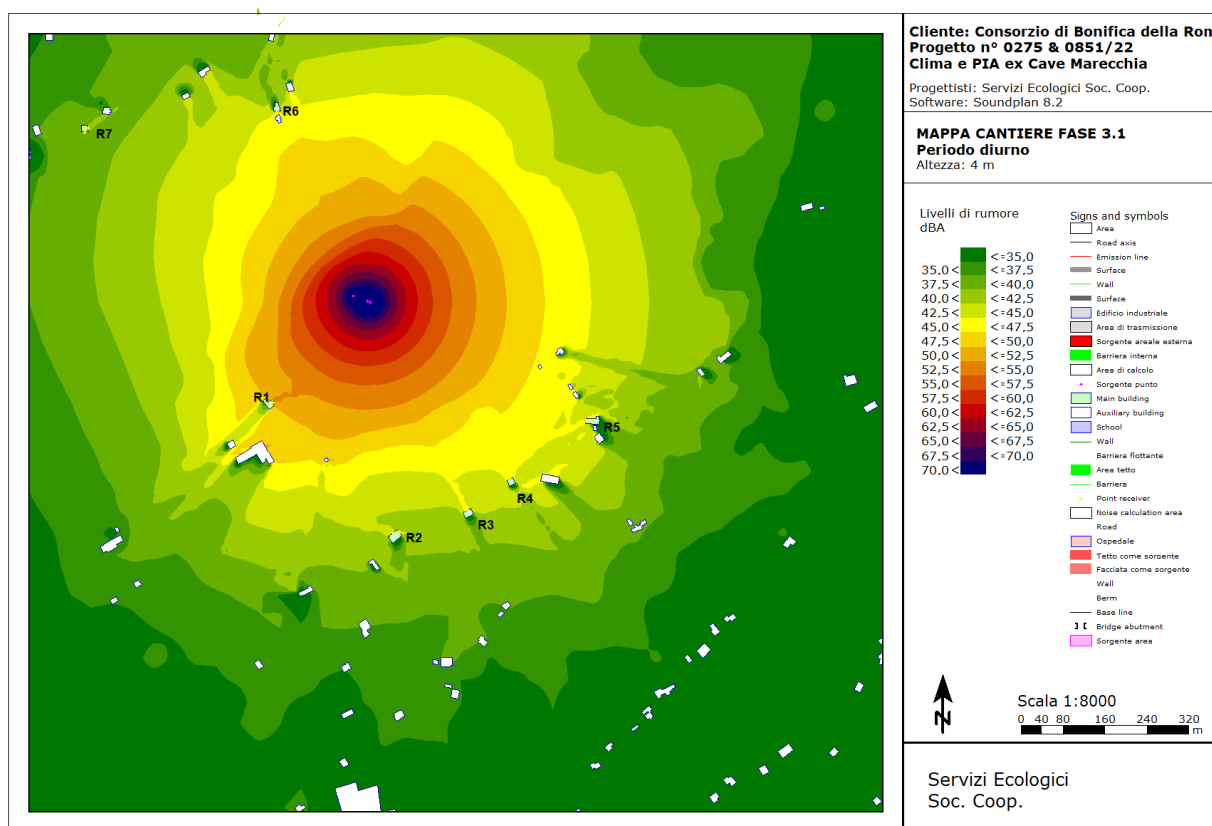 Cliente: Consorzio di Bonifica della Rom
Progetto n° 0275 & 0851/22
Clima e PIA ex Cave Marecchia
Progettisti: Servizi Ecologici Soc. Coop.
Software: Soundplan 8.2
MAPPA CANTIERE FASE 3.1
Periodo diurno
Altezza: 4 m
Livelli di rumore
dBA
<=35,0
35,0 < <=37,5
37,5 < <=40,0
40,0 < <=42,5
42,5 < <=45,0
45,0 < <=47,5
47,5 < <=50,0
50,0 < <=52,5
52,5 < <=55,0
55,0 < <=57,5
57,5 < <=60,0
60,0 < <=62,5
62,5 < <=65,0
65,0 < <=67,5
67,5 < <=70,0
70,0 <
Signs and symbols
Area
Road axis
Emission line
Surface
Wall
Surface
Edificio industriale
Area di trasmissione
Sorgente areale esterna
Barriera interna
Area di calcolo
Sorgente punto
Main building
Auxiliary building
School
Wall
Barriera flottante
Area tetto
Barriera
Point receiver
Noise calculation area
Road
Ospedale
Tetto come sorgente
Facciata come sorgente
Wall
Berm
Base line
Bridge abutment
Sorgente area
R6
R7
R1
R5
R4
R3
R2
N
Scala 1:8000
0 40 80 160 240 320
m
Servizi Ecologici
Soc. Coop.